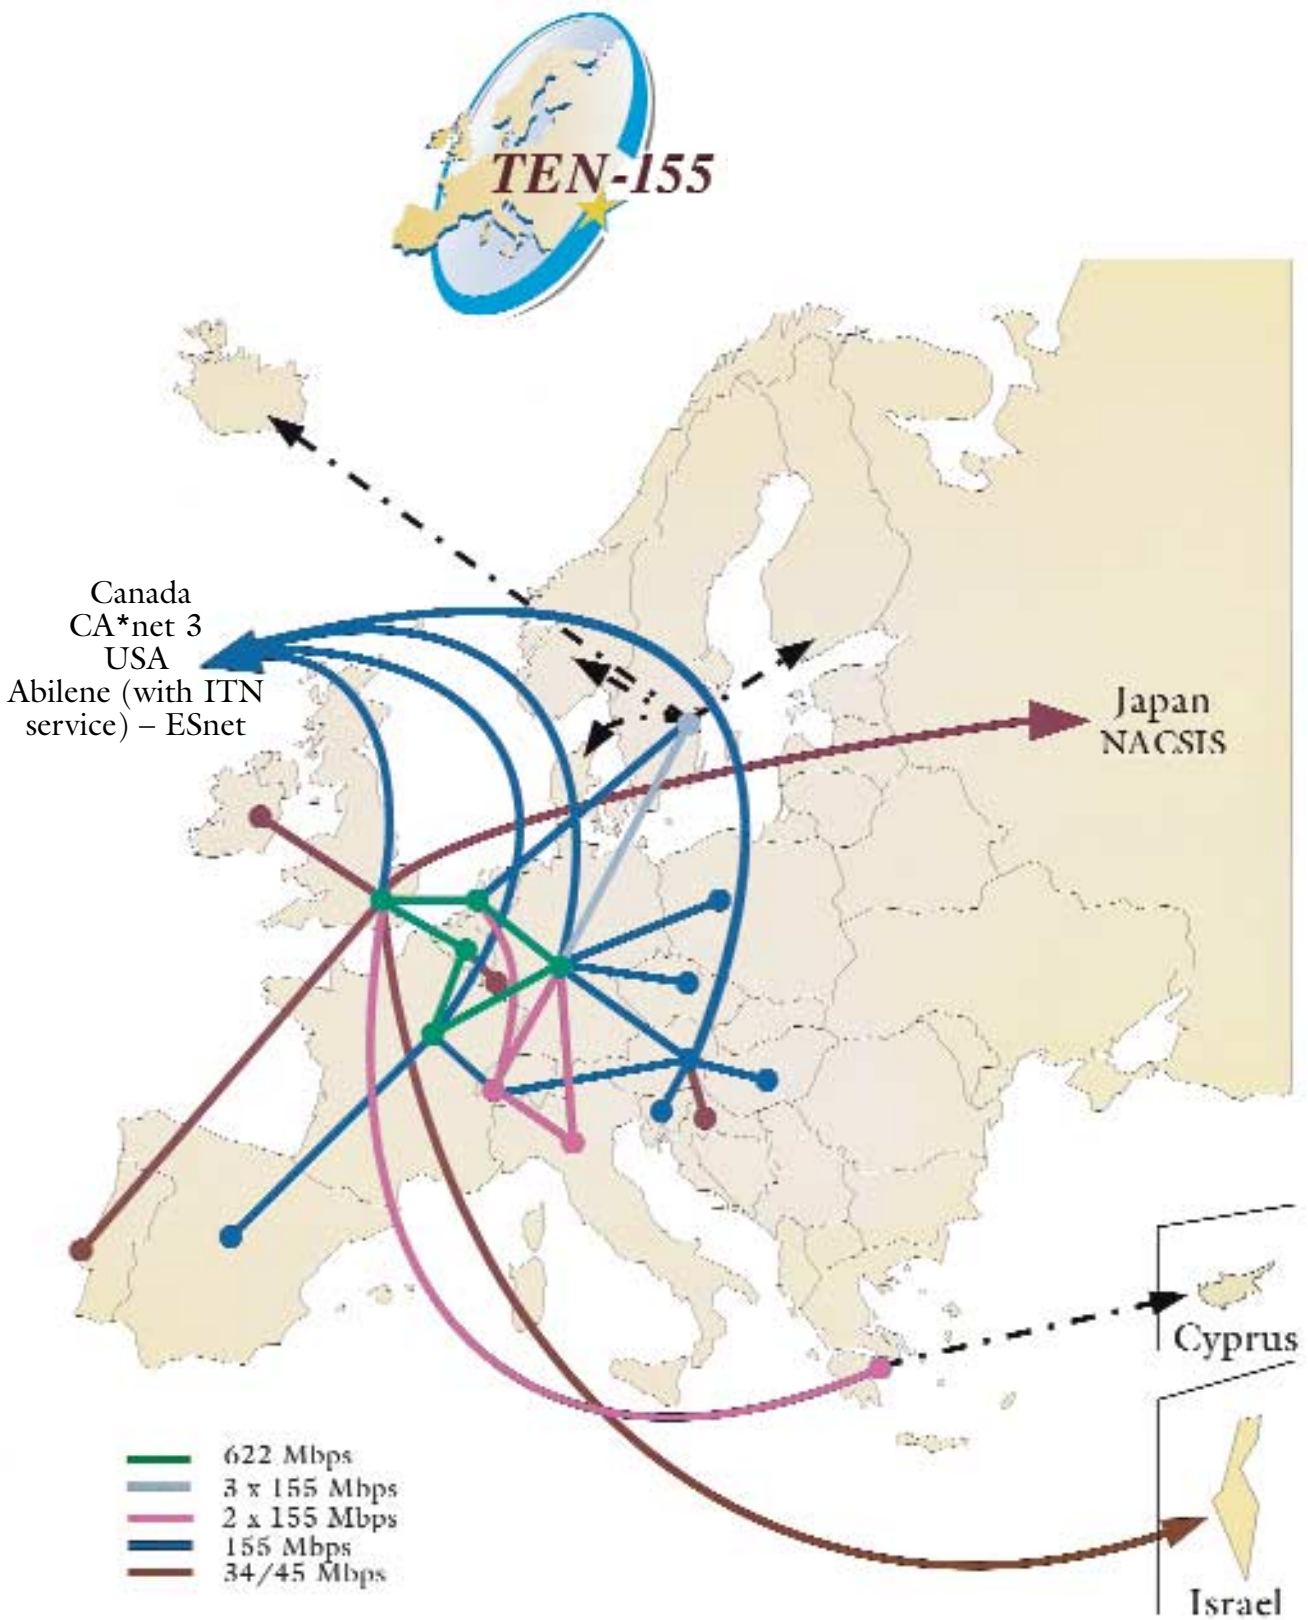 TEN-155
Canada
CA*net 3
USA
Abilene (with ITN
service) – ESnet
Japan
NACSIS
Cyprus
Israel
622 Mbps
3 x 155 Mbps
2 x 155 Mbps
155 Mbps
34/45 Mbps